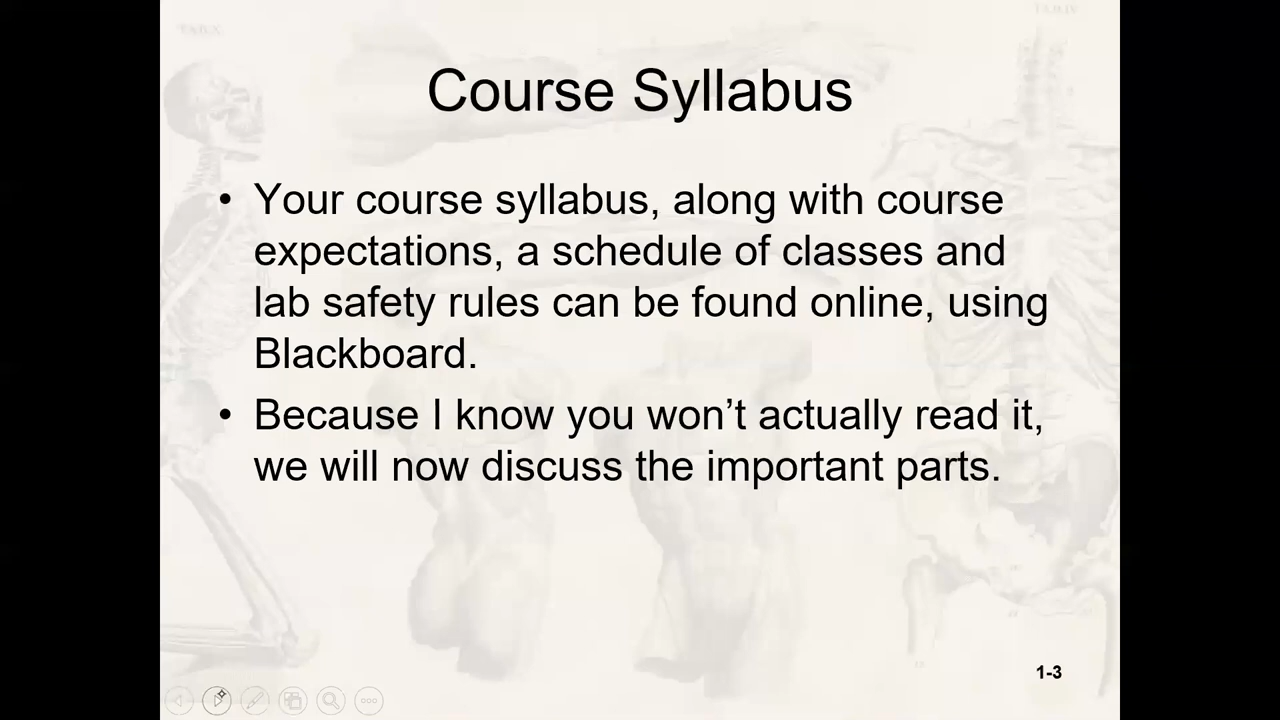 Course Syllabus
• Your course syllabus, along with course
expectations, a schedule of classes and
lab safety rules can be found online, using
Blackboard.
• Because I know you won’t actually read it,
we will now discuss the important parts.
1-3